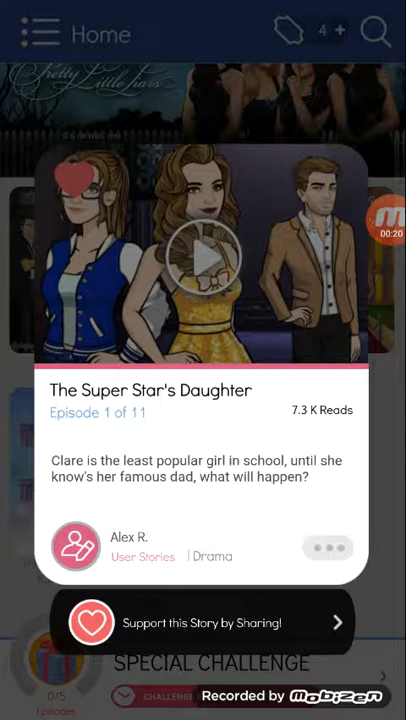 Home
4 +
Pretty Little Liars
00:20
The Super Star's Daughter
Episode 1 of 11
7.3 K Reads
Clare is the least popular girl in school, until she
know's her famous dad, what will happen?
Alex R.
User Stories | Drama
Support this Story by Sharing!
SPECIAL CHALLENGE
0/5
Episodes
CHALLENGE
Recorded by Mobizen